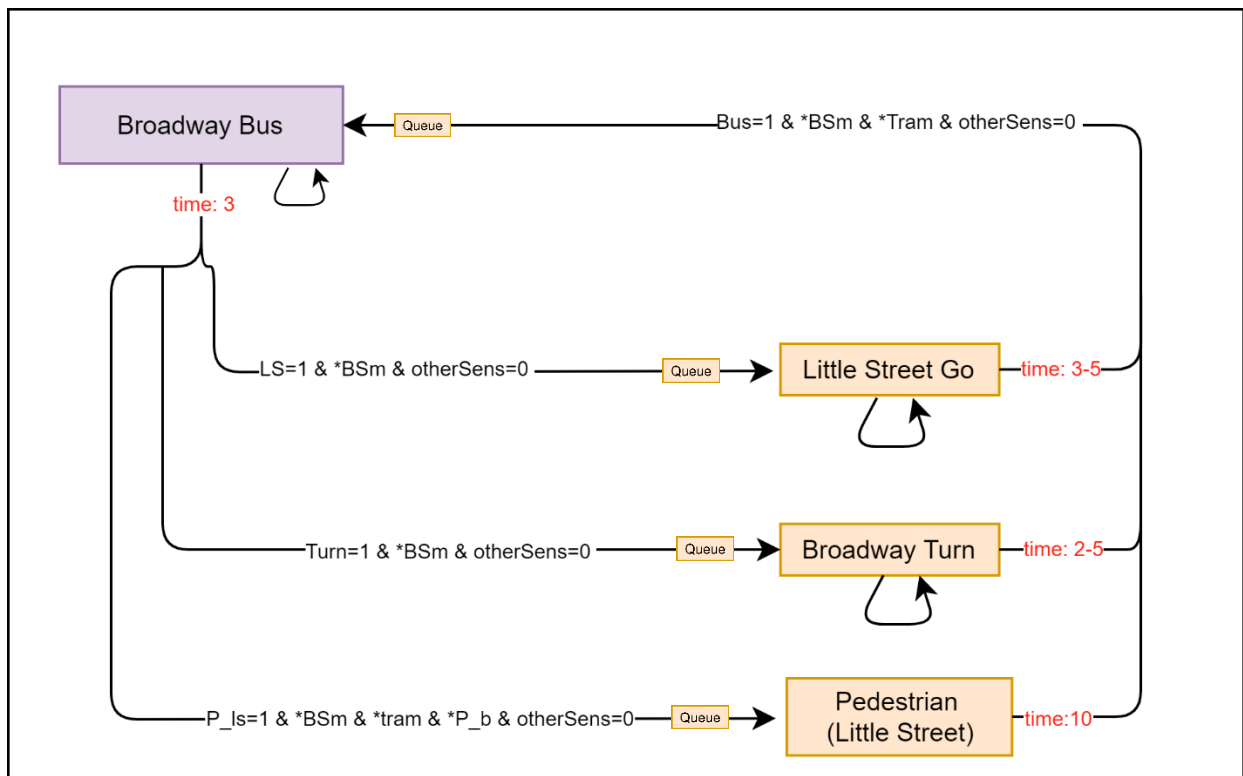 Broadway Bus
Queue
Bus=1 & *BSm & *Tram & otherSens=0
time: 3
LS=1 & *BSm & otherSens=0
Queue
Little Street Go
time: 3-5
Turn=1 & *BSm & otherSens=0
Queue
Broadway Turn
time: 2-5
P_ls=1 & *BSm & *tram & *P_b & otherSens=0
Queue
Pedestrian
(Little Street)
time:10